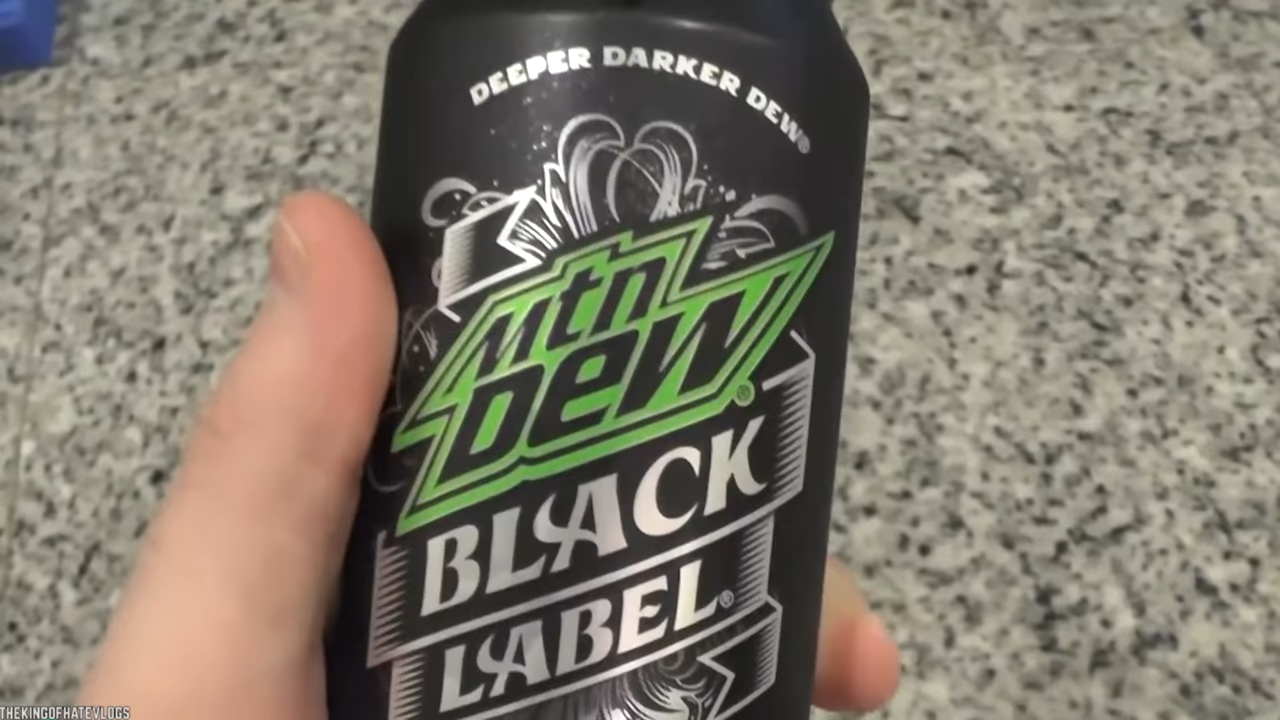 DEEPER DARKER DEW®
Mtn
Dew®
BLACK
LABEL®
THEKINGOFHATEVLOGS